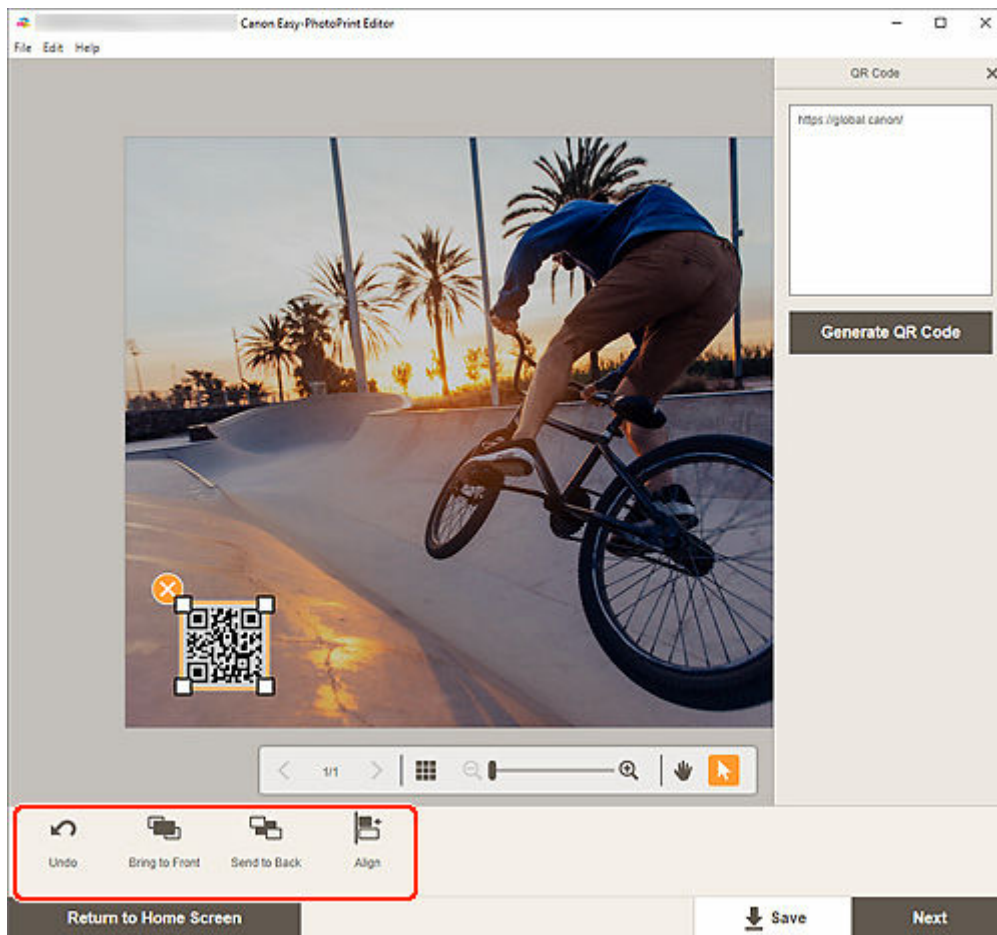 Canon Easy-PhotoPrint Editor
File Edit Help
QR Code
https://global.canon/
Generate QR Code
1/1
Undo
Bring to Front
Send to Back
Align
Return to Home Screen
Save
Next